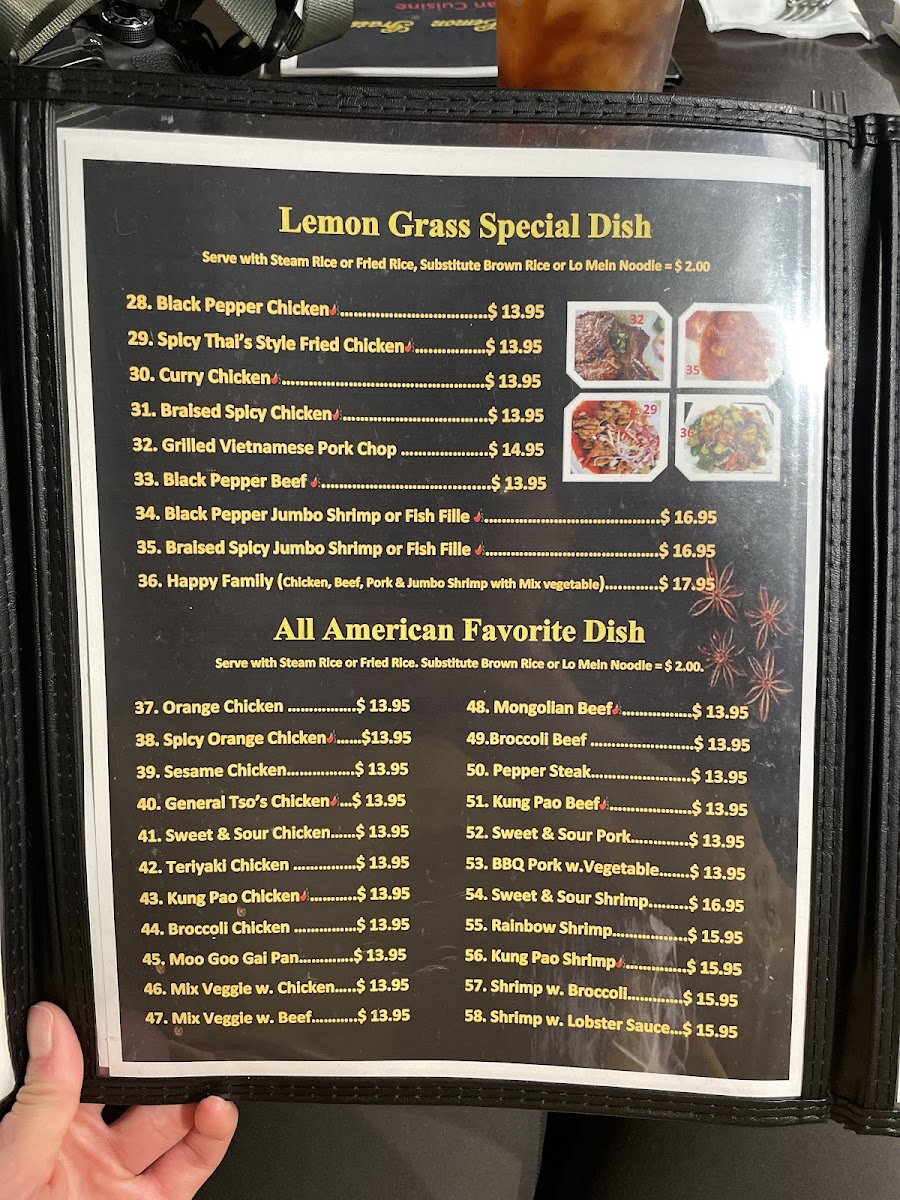 an Cuisine
Lemon Grass
Lemon Grass Special Dish
Serve with Steam Rice or Fried Rice, Substitute Brown Rice or Lo Mein Noodle = $ 2.00
28. Black Pepper Chicken.................................$ 13.95
29. Spicy Thai's Style Fried Chicken................$ 13.95
30. Curry Chicken.............................................$ 13.95
31. Braised Spicy Chicken................................$ 13.95
32. Grilled Vietnamese Pork Chop ...................$ 14.95
33. Black Pepper Beef ......................................$ 13.95
34. Black Pepper Jumbo Shrimp or Fish Fille .......................................$ 16.95
35. Braised Spicy Jumbo Shrimp or Fish Fille .......................................$ 16.95
36. Happy Family (Chicken, Beef, Pork & Jumbo Shrimp with Mix vegetable)............$ 17.95
32
35
29
36
All American Favorite Dish
Serve with Steam Rice or Fried Rice. Substitute Brown Rice or Lo Mein Noodle = $ 2.00.
37. Orange Chicken .................$ 13.95
38. Spicy Orange Chicken......$13.95
39. Sesame Chicken.................$ 13.95
40. General Tso's Chicken...$ 13.95
41. Sweet & Sour Chicken......$ 13.95
42. Teriyaki Chicken ...............$ 13.95
43. Kung Pao Chicken.............$ 13.95
44. Broccoli Chicken ...............$ 13.95
45. Moo Goo Gai Pan.............$ 13.95
46. Mix Veggie w. Chicken.....$ 13.95
47. Mix Veggie w. Beef...........$ 13.95
48. Mongolian Beef.................$ 13.95
49.Broccoli Beef .........................$ 13.95
50. Pepper Steak........................$ 13.95
51. Kung Pao Beef....................$ 13.95
52. Sweet & Sour Pork..............$ 13.95
53. BBQ Pork w.Vegetable.......$ 13.95
54. Sweet & Sour Shrimp.........$ 16.95
55. Rainbow Shrimp..................$ 15.95
56. Kung Pao Shrimp...............$ 15.95
57. Shrimp w. Broccoli.............$ 15.95
58. Shrimp w. Lobster Sauce...$ 15.95